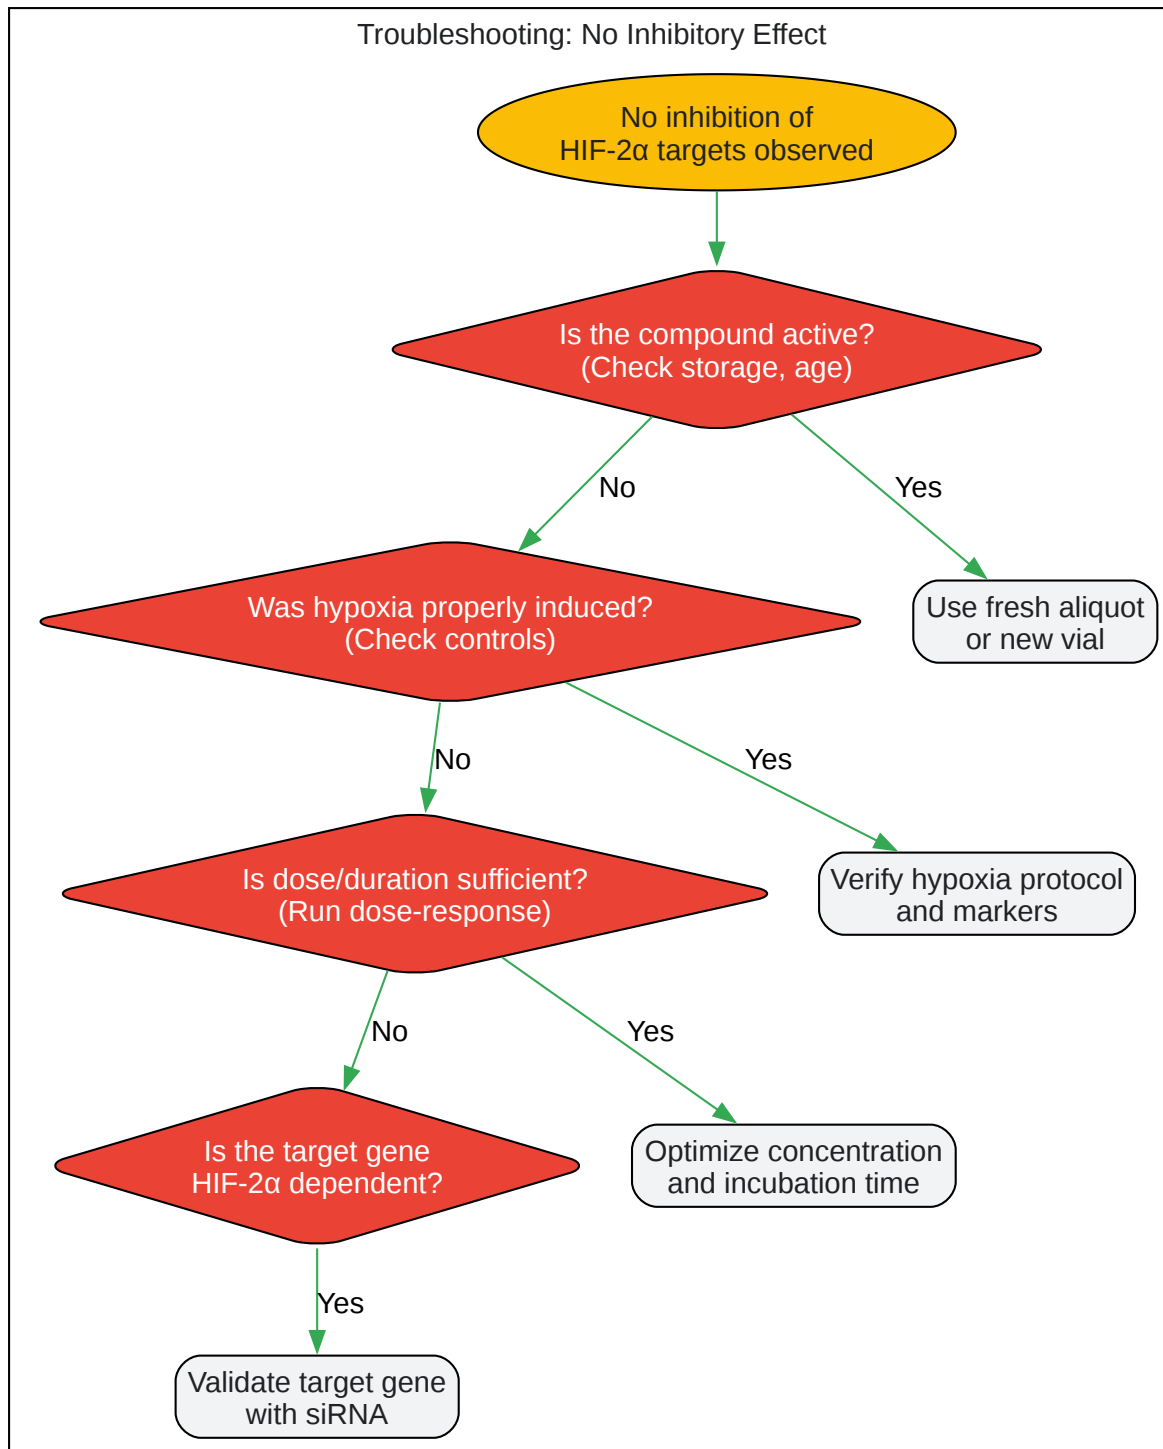 Troubleshooting: No Inhibitory Effect
No inhibition of
HIF-2α targets observed
Is the compound active?
(Check storage, age)
No
Yes
Was hypoxia properly induced?
(Check controls)
Use fresh aliquot
or new vial
No
Yes
Is dose/duration sufficient?
(Run dose-response)
Verify hypoxia protocol
and markers
No
Yes
Is the target gene
HIF-2α dependent?
Optimize concentration
and incubation time
Yes
Validate target gene
with siRNA